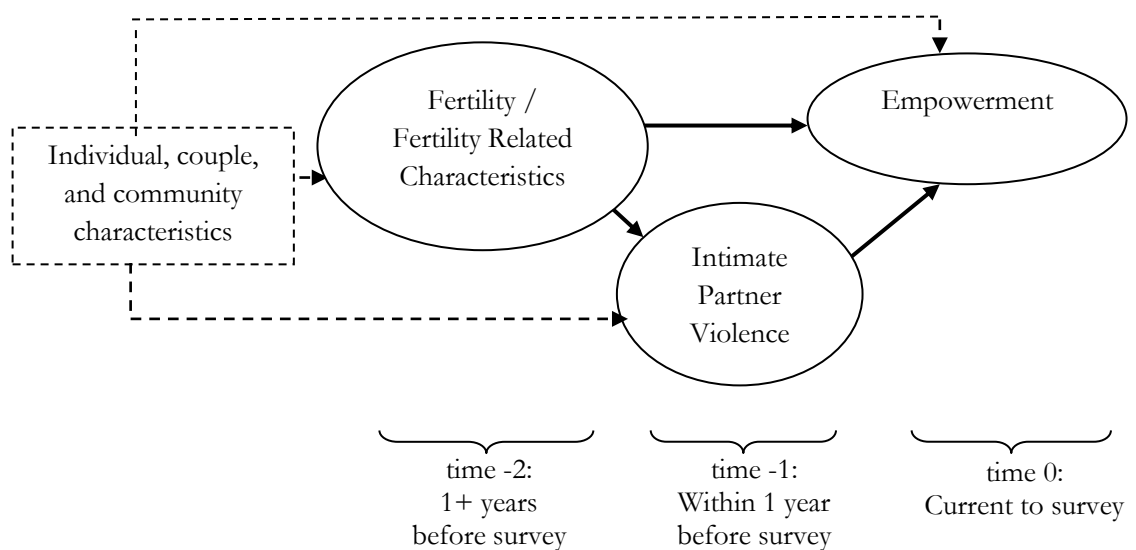 Fertility /
Fertility Related
Characteristics
Empowerment
Individual, couple,
and community
characteristics
Intimate
Partner
Violence
time -2:
1+ years
before survey
time -1:
Within 1 year
before survey
time 0:
Current to survey